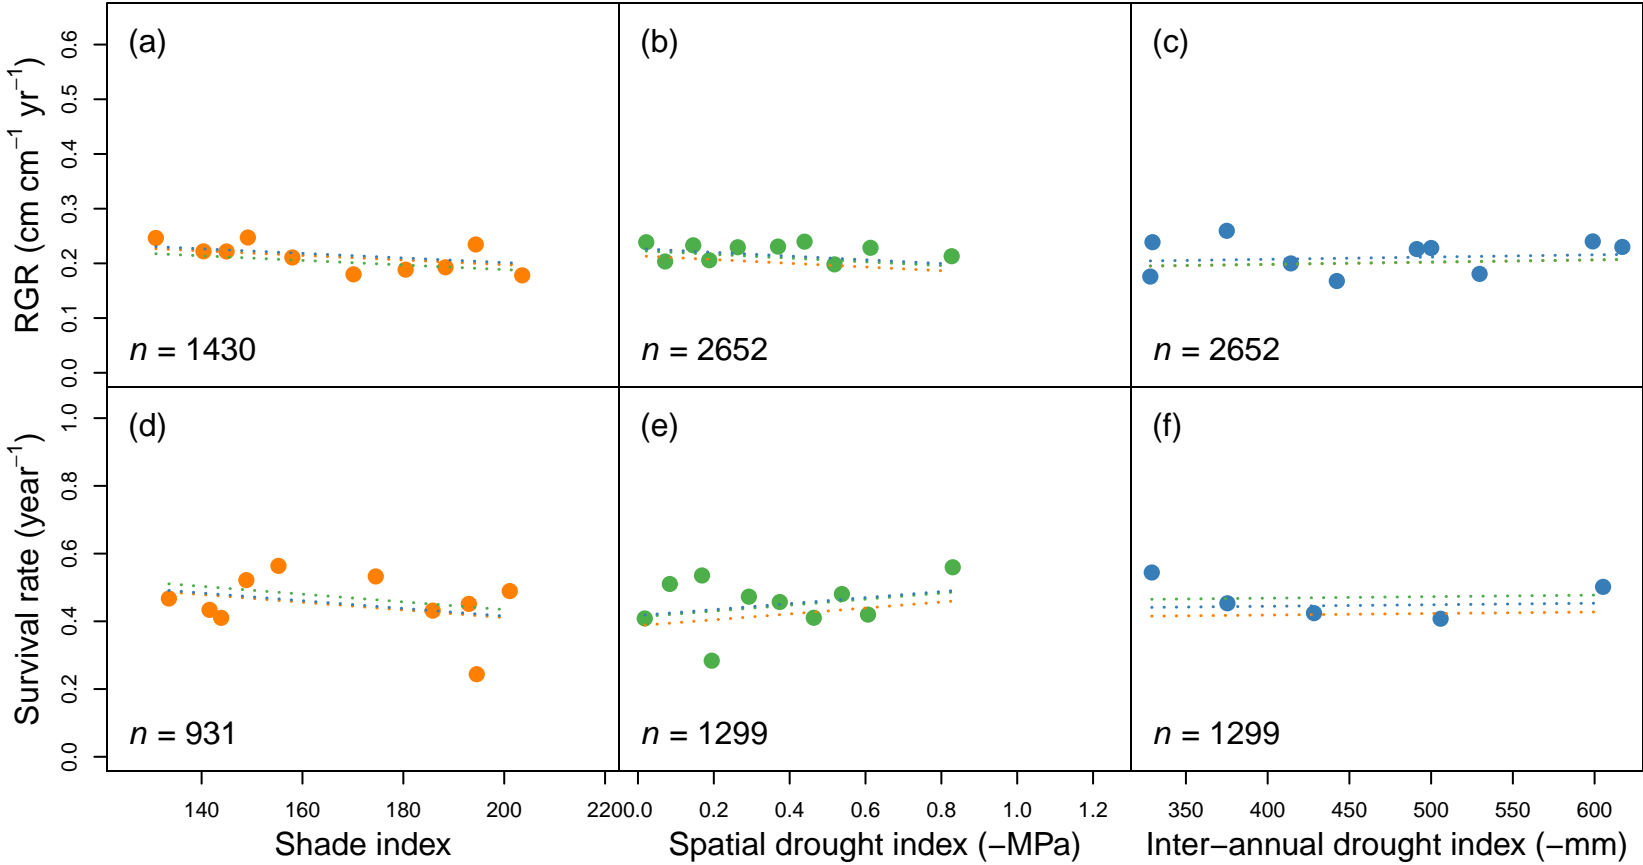 (a)
(b)
(c)
RGR (cm cm⁻¹ yr⁻¹)
0.6
0.5
0.4
0.3
0.2
0.1
0.0
n = 1430
n = 2652
n = 2652
(d)
(e)
(f)
Survival rate (year⁻¹)
1.0
0.8
0.6
0.4
0.2
0.0
n = 931
n = 1299
n = 1299
140 160 180 200 220
0.0 0.2 0.4 0.6 0.8 1.0 1.2
350 400 450 500 550 600
Shade index
Spatial drought index (−MPa)
Inter−annual drought index (−mm)